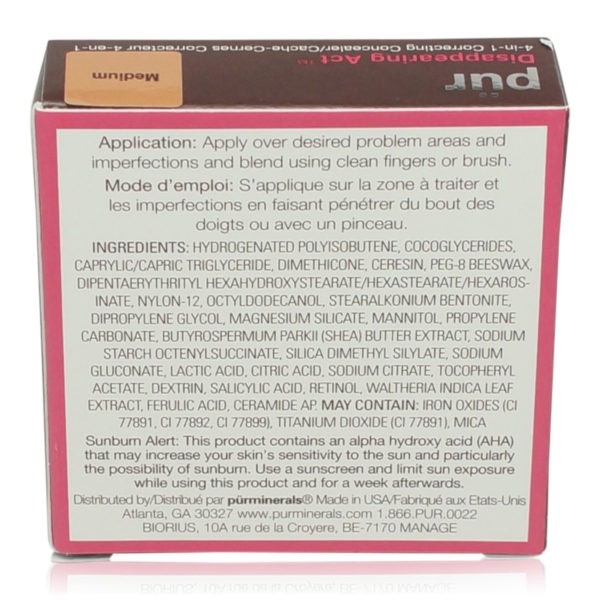 pür
Disappearing Act™
4-in-1 Correcting Concealer/Cache-Cernes Correcteur 4-en-1
Medium
Application: Apply over desired problem areas and
imperfections and blend using clean fingers or brush.
Mode d'emploi: S'applique sur la zone à traiter et
les imperfections en faisant pénétrer du bout des
doigts ou avec un pinceau.
INGREDIENTS: HYDROGENATED POLYISOBUTENE, COCOGLYCERIDES,
CAPRYLIC/CAPRIC TRIGLYCERIDE, DIMETHICONE, CERESIN, PEG-8 BEESWAX,
DIPENTAERYTHRITYL HEXAHYDROXYSTEARATE/HEXASTEARATE/HEXAROS-
INATE, NYLON-12, OCTYLDODECANOL, STEARALKONIUM BENTONITE,
DIPROPYLENE GLYCOL, MAGNESIUM SILICATE, MANNITOL, PROPYLENE
CARBONATE, BUTYROSPERMUM PARKII (SHEA) BUTTER EXTRACT, SODIUM
STARCH OCTENYLSUCCINATE, SILICA DIMETHYL SILYLATE, SODIUM
GLUCONATE, LACTIC ACID, CITRIC ACID, SODIUM CITRATE, TOCOPHERYL
ACETATE, DEXTRIN, SALICYLIC ACID, RETINOL, WALTHERIA INDICA LEAF
EXTRACT, FERULIC ACID, CERAMIDE AP. MAY CONTAIN: IRON OXIDES (CI
77891, CI 77892, CI 77899), TITANIUM DIOXIDE (CI 77891), MICA
Sunburn Alert: This product contains an alpha hydroxy acid (AHA)
that may increase your skin's sensitivity to the sun and particularly
the possibility of sunburn. Use a sunscreen and limit sun exposure
while using this product and for a week afterwards.
Distributed by/Distribué par pürminerals® Made in USA/Fabriqué aux Etats-Unis
Atlanta, GA 30327 www.purminerals.com 1.866.PUR.0022
BIORIUS, 10A rue de la Croyere, BE-7170 MANAGE